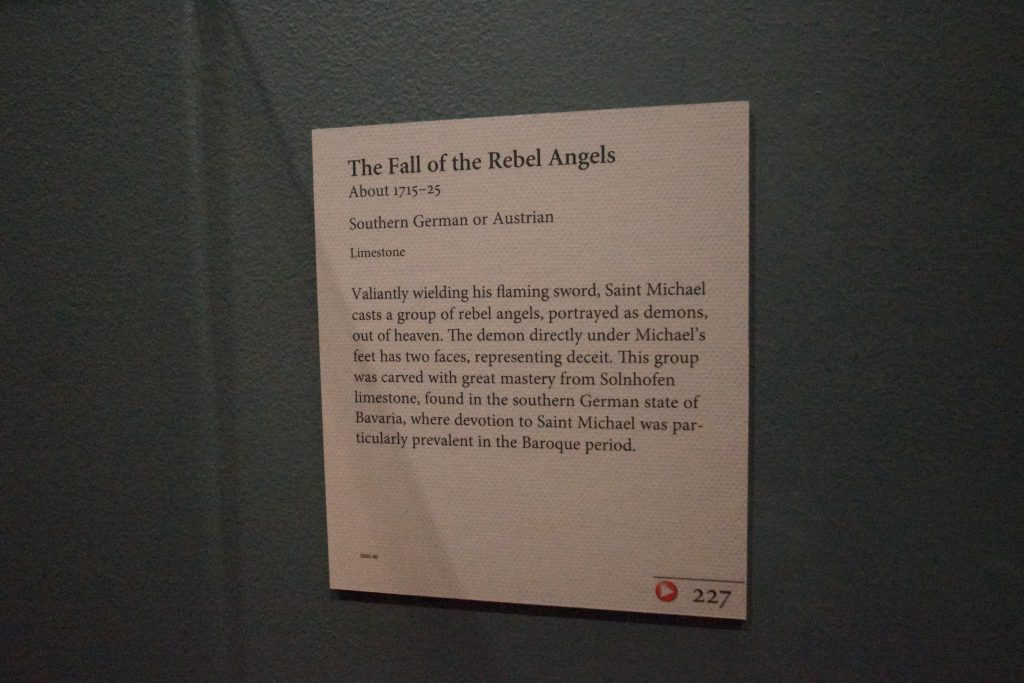 The Fall of the Rebel Angels
About 1715–25
Southern German or Austrian
Limestone
Valiantly wielding his flaming sword, Saint Michael
casts a group of rebel angels, portrayed as demons,
out of heaven. The demon directly under Michael's
feet has two faces, representing deceit. This group
was carved with great mastery from Solnhofen
limestone, found in the southern German state of
Bavaria, where devotion to Saint Michael was par-
ticularly prevalent in the Baroque period.
227